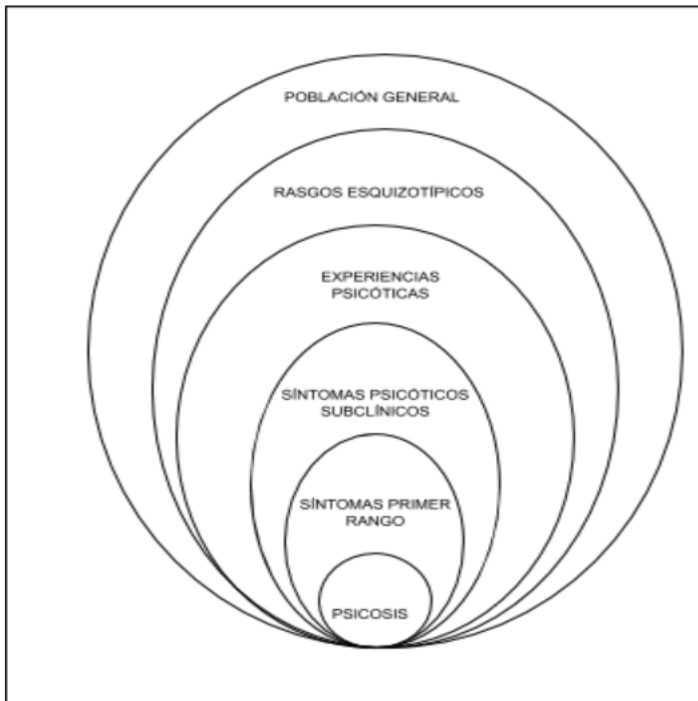 POBLACIÓN GENERAL
RASGOS ESQUIZOTÍPICOS
EXPERIENCIAS
PSICÓTICAS
SÍNTOMAS PSICÓTICOS
SUBCLÍNICOS
SÍNTOMAS PRIMER
RANGO
PSICOSIS